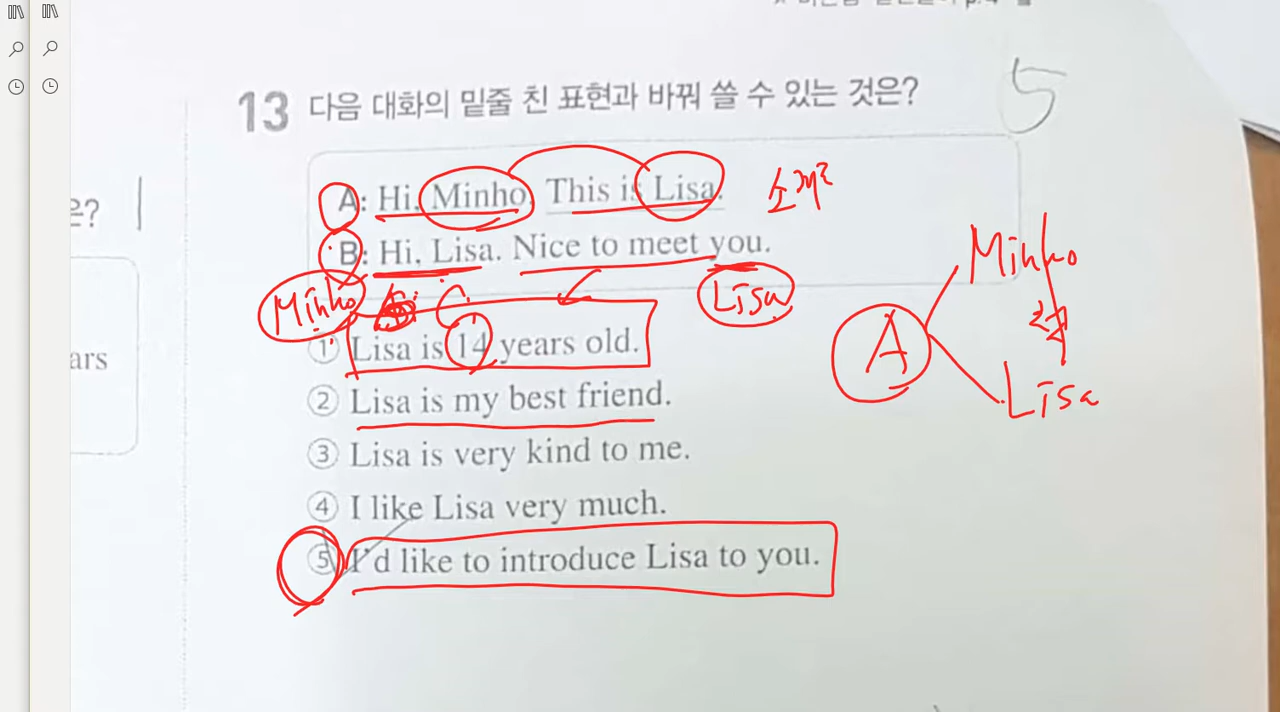 13 다음 대화의 밑줄 친 표현과 바꿔 쓸 수 있는 것은?
5
A: Hi, Minho. This is Lisa.
소개
B: Hi, Lisa. Nice to meet you.
Minho
Lisa
① Lisa is 14 years old.
② Lisa is my best friend.
③ Lisa is very kind to me.
④ I like Lisa very much.
⑤ I'd like to introduce Lisa to you.
A
Minho
Lisa
은?
ars